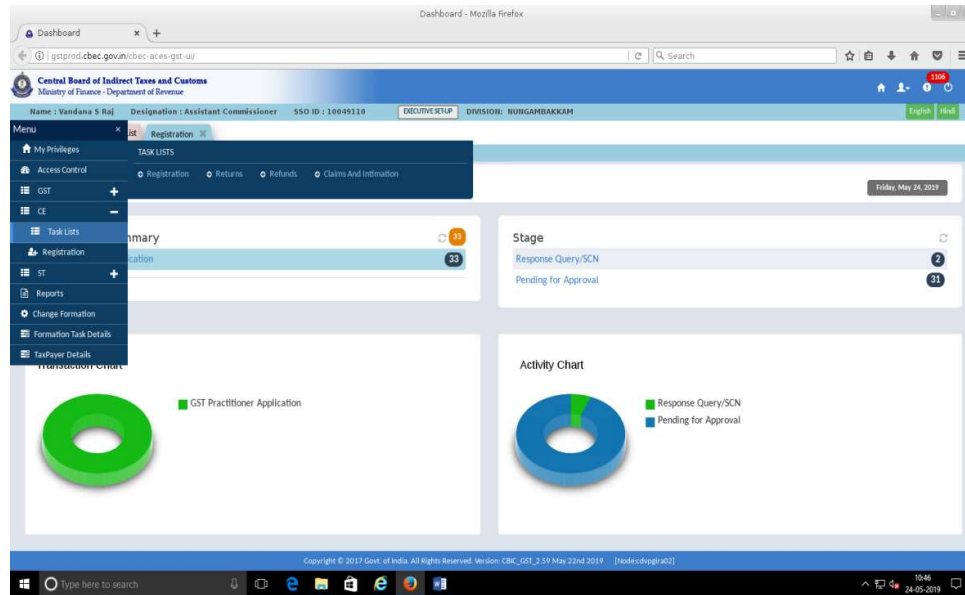 Dashboard - Mozilla Firefox
Dashboard × +
gstprod.cbec.gov.in/cbec-aces-gst-ui/ Search
Central Board of Indirect Taxes and Customs
Ministry of Finance - Department of Revenue
1106
Name : Vandana S Raj Designation : Assistant Commissioner SSO ID : 10049110 EXECUTIVE SET-UP DIVISION: NUNGAMBAKKAM English Hindi
Menu ×
ist Registration
My Privileges
TASK LISTS
Access Control
Registration Returns Refunds Claims And Intimation
GST +
Friday, May 24, 2019
CE −
Task Lists
mmary 33
Stage
Registration
ication 33
Response Query/SCN 2
ST +
Pending for Approval 31
Reports
Change Formation
Formation Task Details
TaxPayer Details
Transaction Chart
Activity Chart
GST Practitioner Application
Response Query/SCN
Pending for Approval
Copyright © 2017 Govt. of India. All Rights Reserved. Version: CBIC_GST_2.59 May 22nd 2019 [Node:cdvpgira02]
Type here to search
10:46
24-05-2019